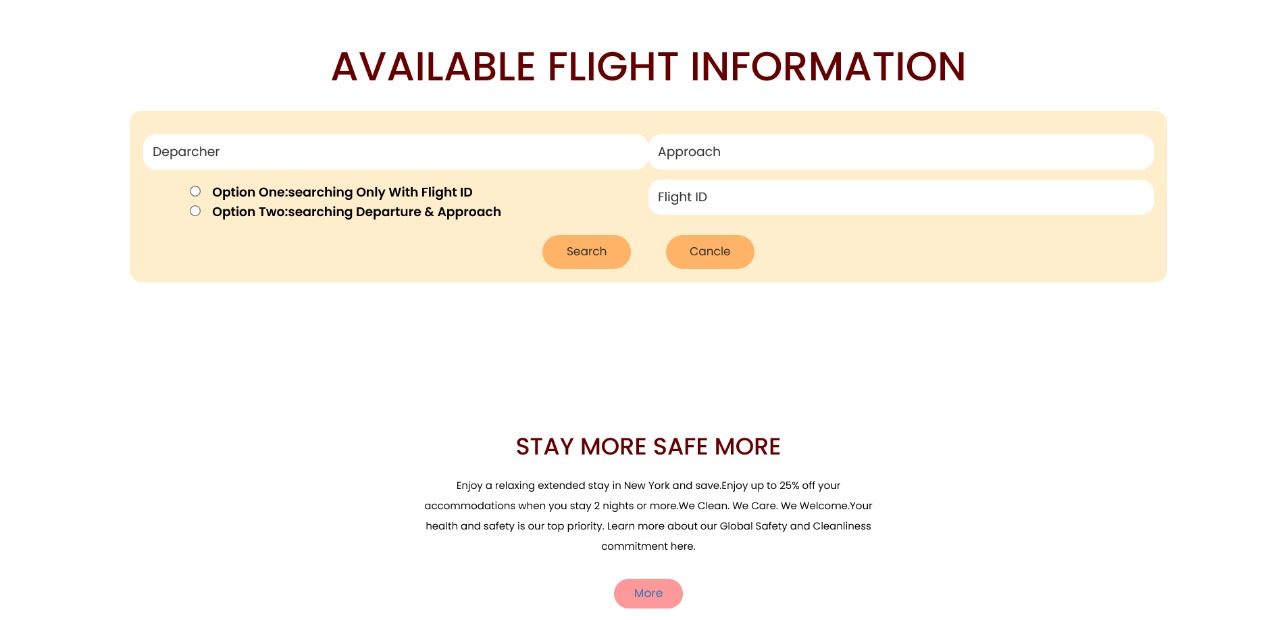 AVAILABLE FLIGHT INFORMATION
Deparcher
Approach
Option One:searching Only With Flight ID
Flight ID
Option Two:searching Departure & Approach
Search
Cancle
STAY MORE SAFE MORE
Enjoy a relaxing extended stay in New York and save.Enjoy up to 25% off your
accommodations when you stay 2 nights or more.We Clean. We Care. We Welcome.Your
health and safety is our top priority. Learn more about our Global Safety and Cleanliness
commitment here.
More